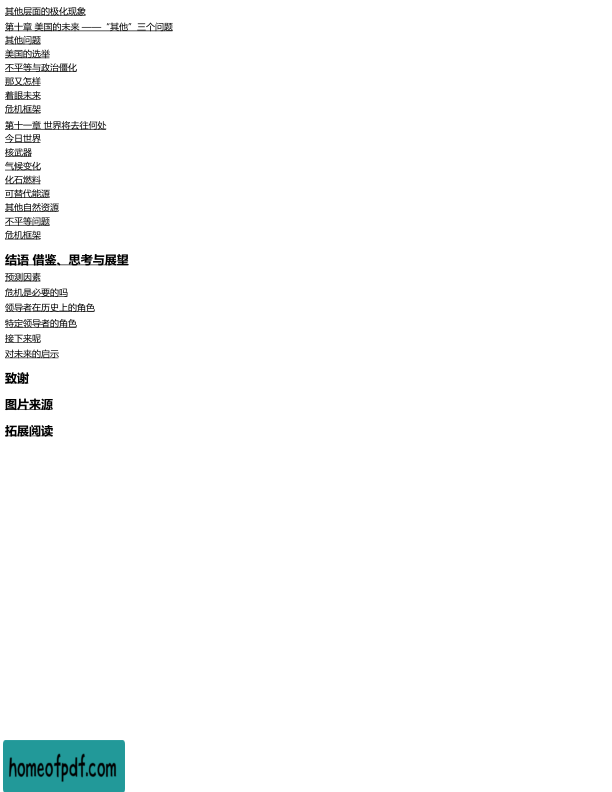 其他层面的极化现象
第十章 美国的未来 ——“其他”三个问题
其他问题
美国的选举
不平等与政治僵化
那又怎样
着眼未来
危机框架
第十一章 世界将去往何处
今日世界
核武器
气候变化
化石燃料
可替代能源
其他自然资源
不平等问题
危机框架
结语 借鉴、思考与展望
预测因素
危机是必要的吗
领导者在历史上的角色
特定领导者的角色
接下来呢
对未来的启示
致谢
图片来源
拓展阅读
homeofpdf.com